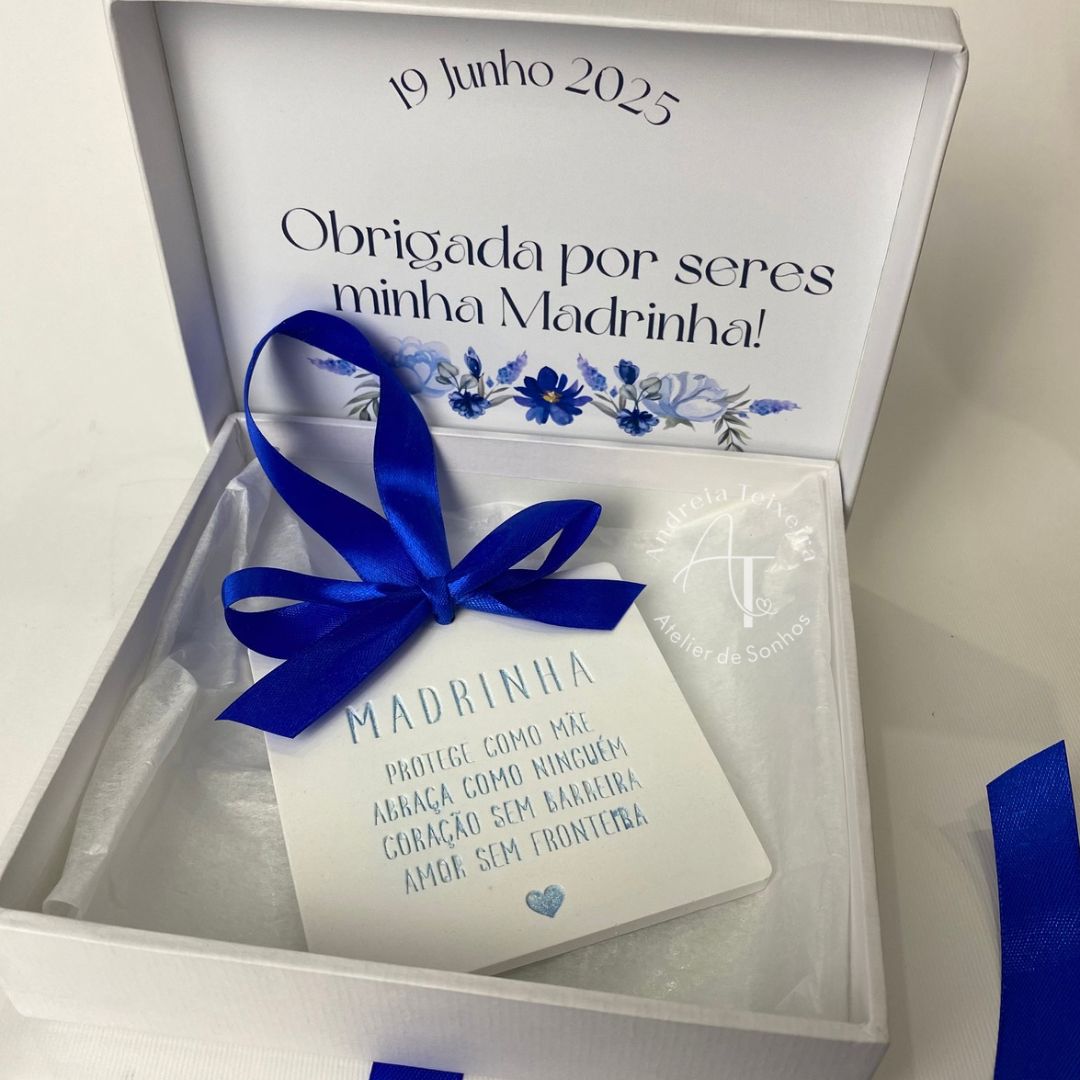 19 Junho 2025
Obrigada por seres
minha Madrinha!
Andreia Teixeira
AT
Atelier de Sonhos
MADRINHA
PROTEGE COMO MÃE
ABRAÇA COMO NINGUÉM
CORAÇÃO SEM BARREIRA
AMOR SEM FRONTEIRA